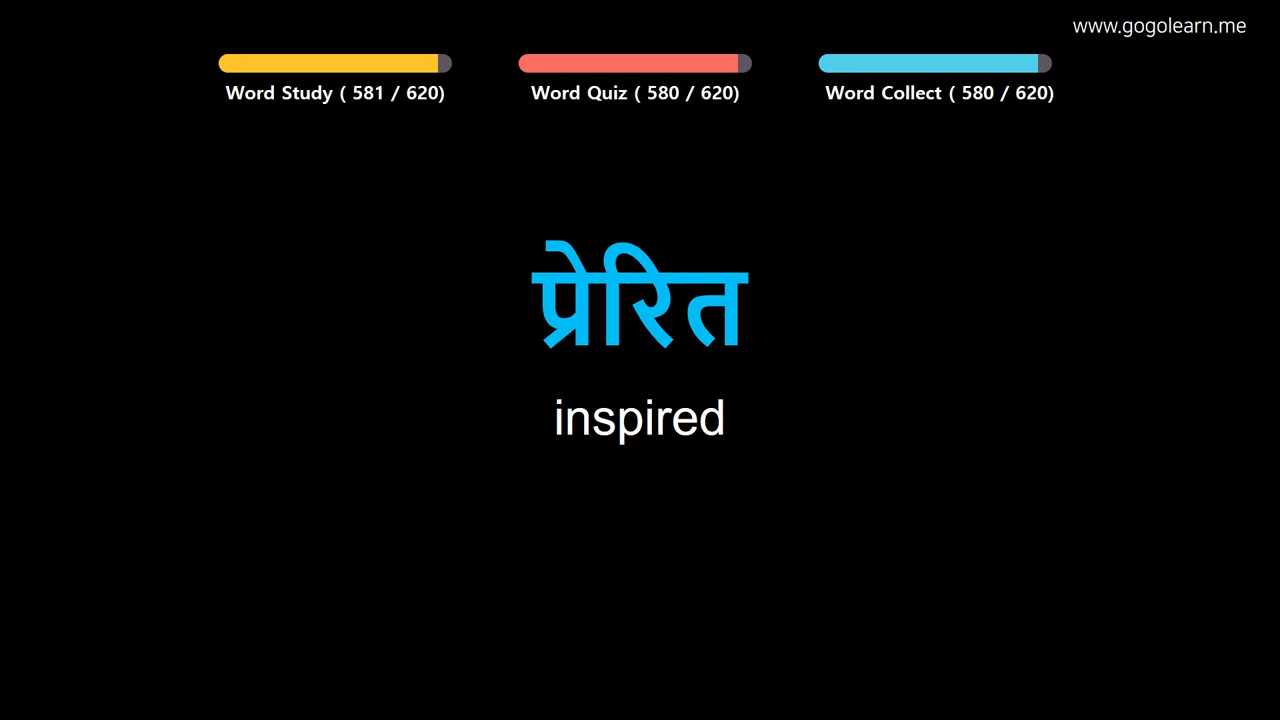 www.gogolearn.me
Word Study ( 581 / 620)
Word Quiz ( 580 / 620)
Word Collect ( 580 / 620)
प्रेरित
inspired